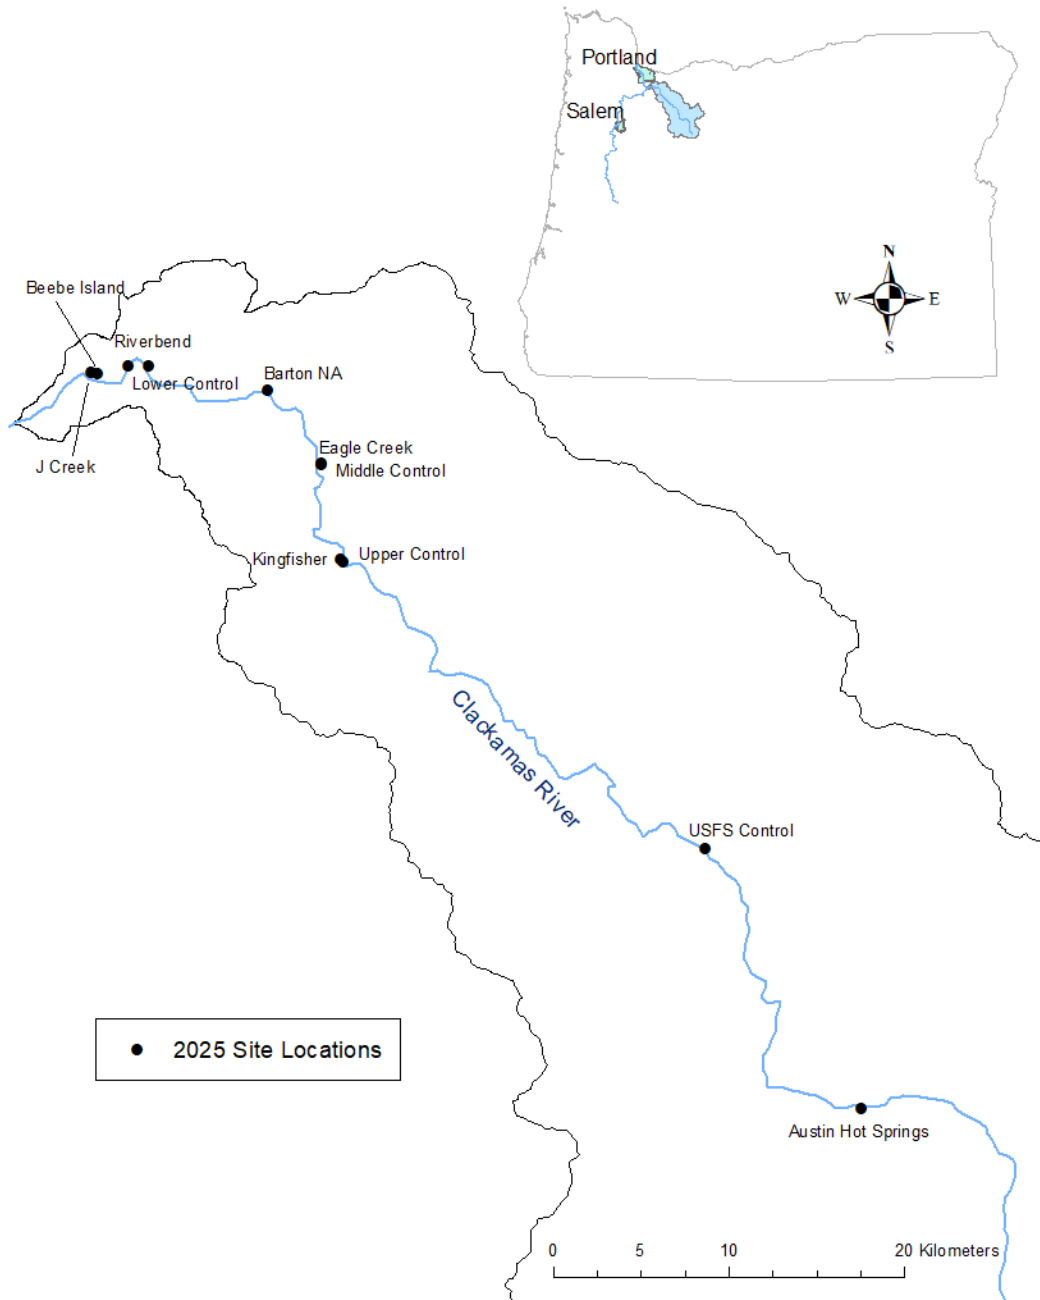 Portland
Salem
N
W
E
S
Beebe Island
Riverbend
Lower Control
Barton NA
J Creek
Eagle Creek
Middle Control
Kingfisher
Upper Control
Clackamas River
USFS Control
2025 Site Locations
Austin Hot Springs
0 5 10 20 Kilometers